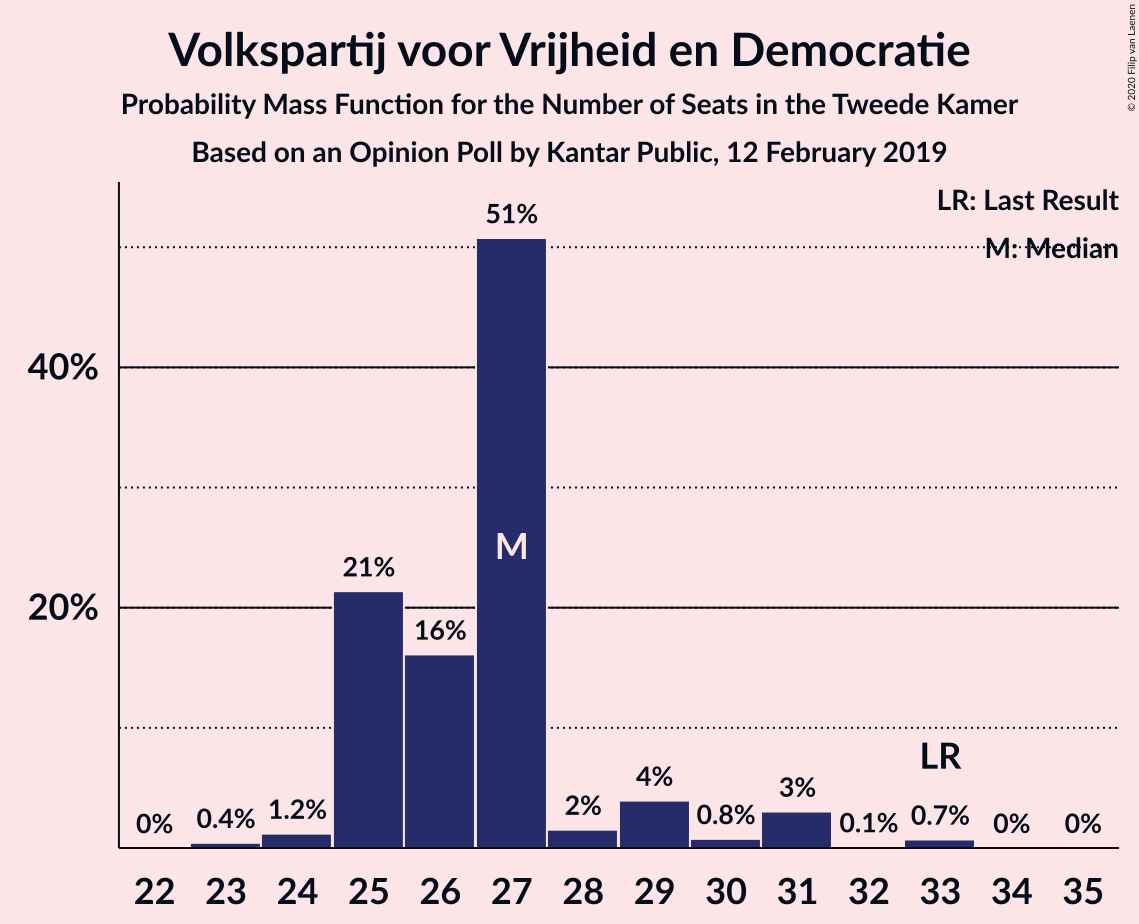 Volkspartij voor Vrijheid en Democratie
Probability Mass Function for the Number of Seats in the Tweede Kamer
Based on an Opinion Poll by Kantar Public, 12 February 2019
© 2020 Filip van Laenen
LR: Last Result
M: Median
40%
20%
0%
0.4%
1.2%
21%
16%
51%
M
2%
4%
0.8%
3%
0.1%
LR
0.7%
0%
0%
22 23 24 25 26 27 28 29 30 31 32 33 34 35